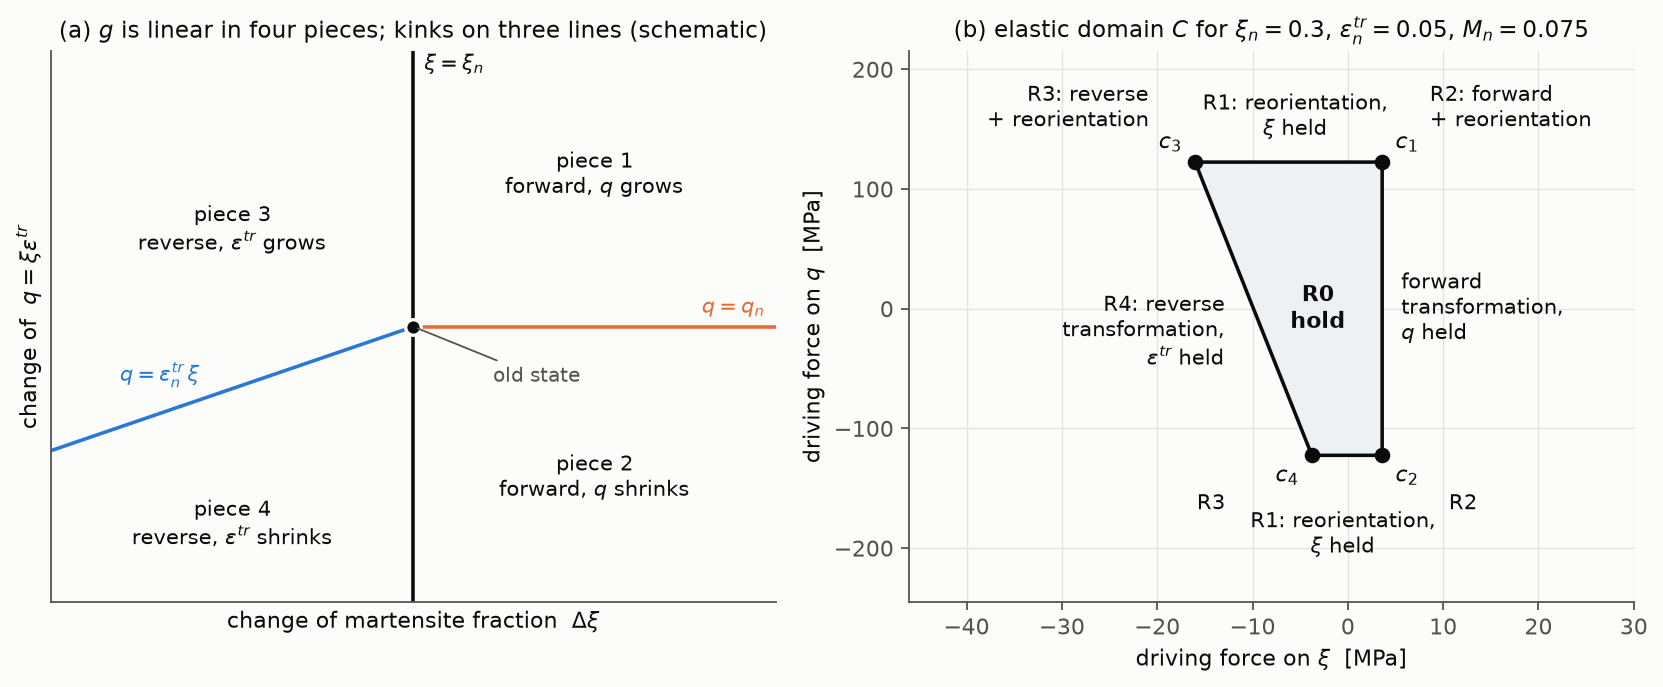 (a) g is linear in four pieces; kinks on three lines (schematic)
ξ = ξₙ
piece 1
forward, q grows
piece 3
reverse, εᵗʳ grows
q = qₙ
q = εₙᵗʳ ξ
old state
piece 2
forward, q shrinks
piece 4
reverse, εᵗʳ shrinks
change of q = ξεᵗʳ
change of martensite fraction Δξ
(b) elastic domain C for ξₙ = 0.3, εₙᵗʳ = 0.05, Mₙ = 0.075
R3: reverse
+ reorientation
R1: reorientation,
ξ held
R2: forward
+ reorientation
c₃
c₁
R4: reverse
transformation,
εᵗʳ held
R0
hold
forward
transformation,
q held
c₄
c₂
R3
R2
R1: reorientation,
ξ held
driving force on q [MPa]
200
100
0
−100
−200
−40
−30
−20
−10
0
10
20
30
driving force on ξ [MPa]